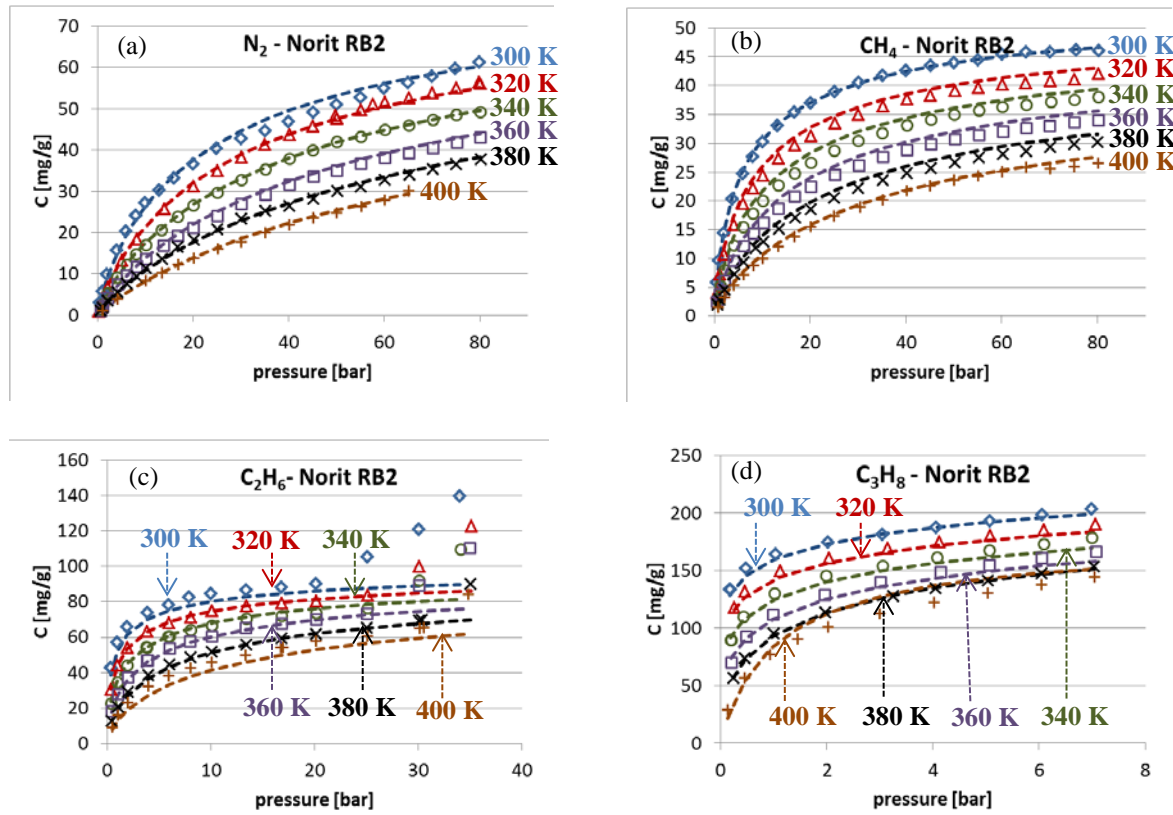 (a)
N₂ - Norit RB2
C [mg/g]
70
60
50
40
30
20
10
0
300 K
320 K
340 K
360 K
380 K
400 K
0 20 40 60 80
pressure [bar]
(b)
CH₄ - Norit RB2
C [mg/g]
50
45
40
35
30
25
20
15
10
5
0
300 K
320 K
340 K
360 K
380 K
400 K
0 20 40 60 80
pressure [bar]
(c)
C₂H₆- Norit RB2
C [mg/g]
160
140
120
100
80
60
40
20
0
300 K 320 K 340 K
360 K 380 K 400 K
0 10 20 30 40
pressure [bar]
(d)
C₃H₈ - Norit RB2
C [mg/g]
250
200
150
100
50
0
300 K 320 K
400 K 380 K 360 K 340 K
0 2 4 6 8
pressure [bar]